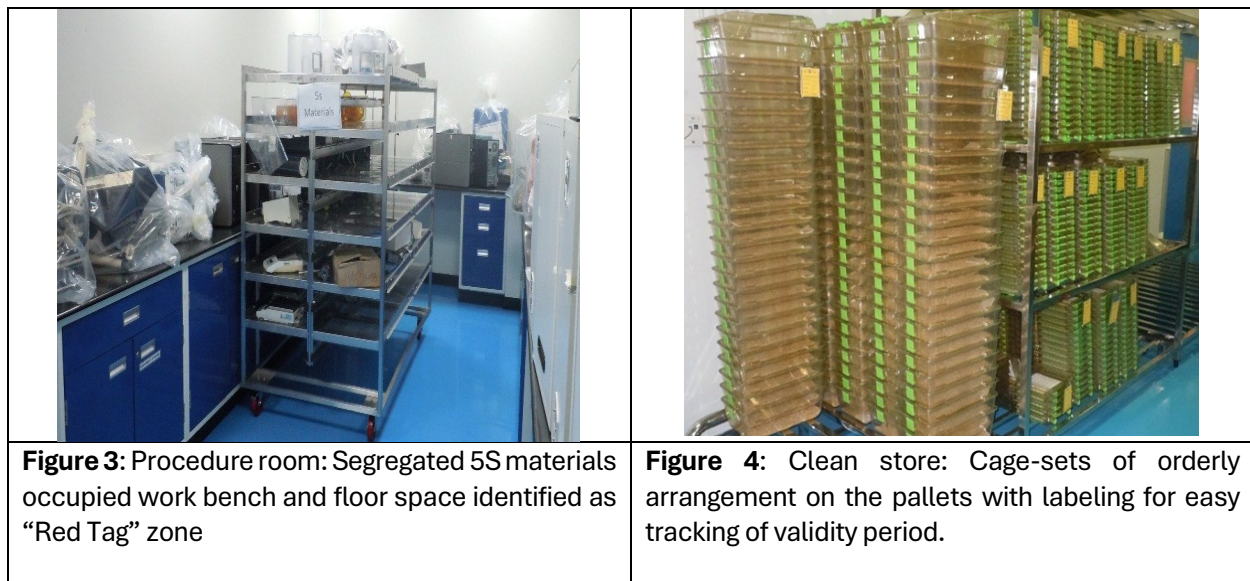 5s
Materials
Figure 3: Procedure room: Segregated 5S materials
occupied work bench and floor space identified as
“Red Tag” zone
Figure 4: Clean store: Cage-sets of orderly
arrangement on the pallets with labeling for easy
tracking of validity period.